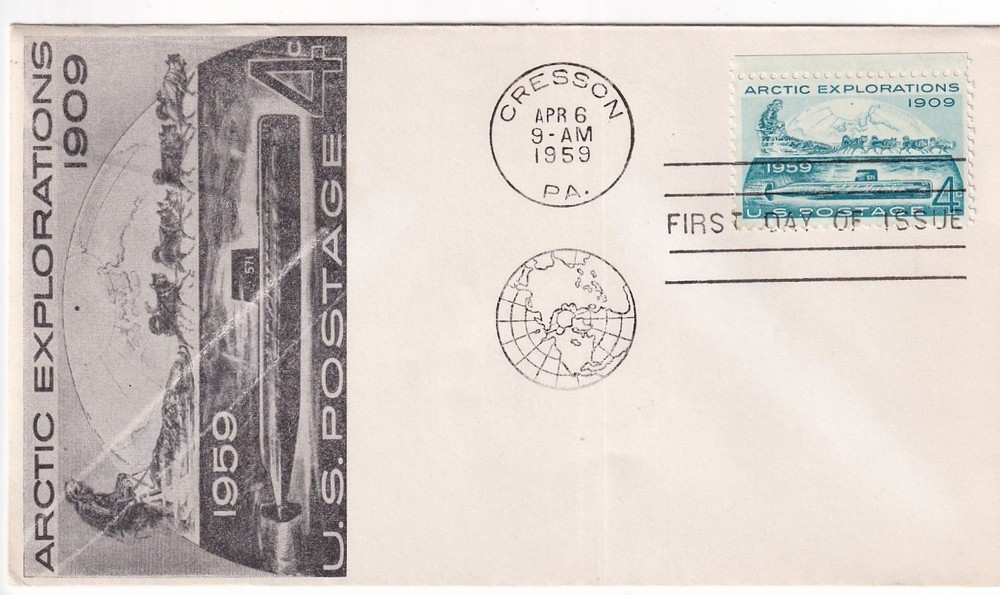 ARCTIC EXPLORATIONS
1909
4¢
571
1959
U.S. POSTAGE
CRESSON
APR 6
9-AM
1959
PA.
ARCTIC EXPLORATIONS
1909
1959
4¢
U.S. POSTAGE
FIRST DAY OF ISSUE